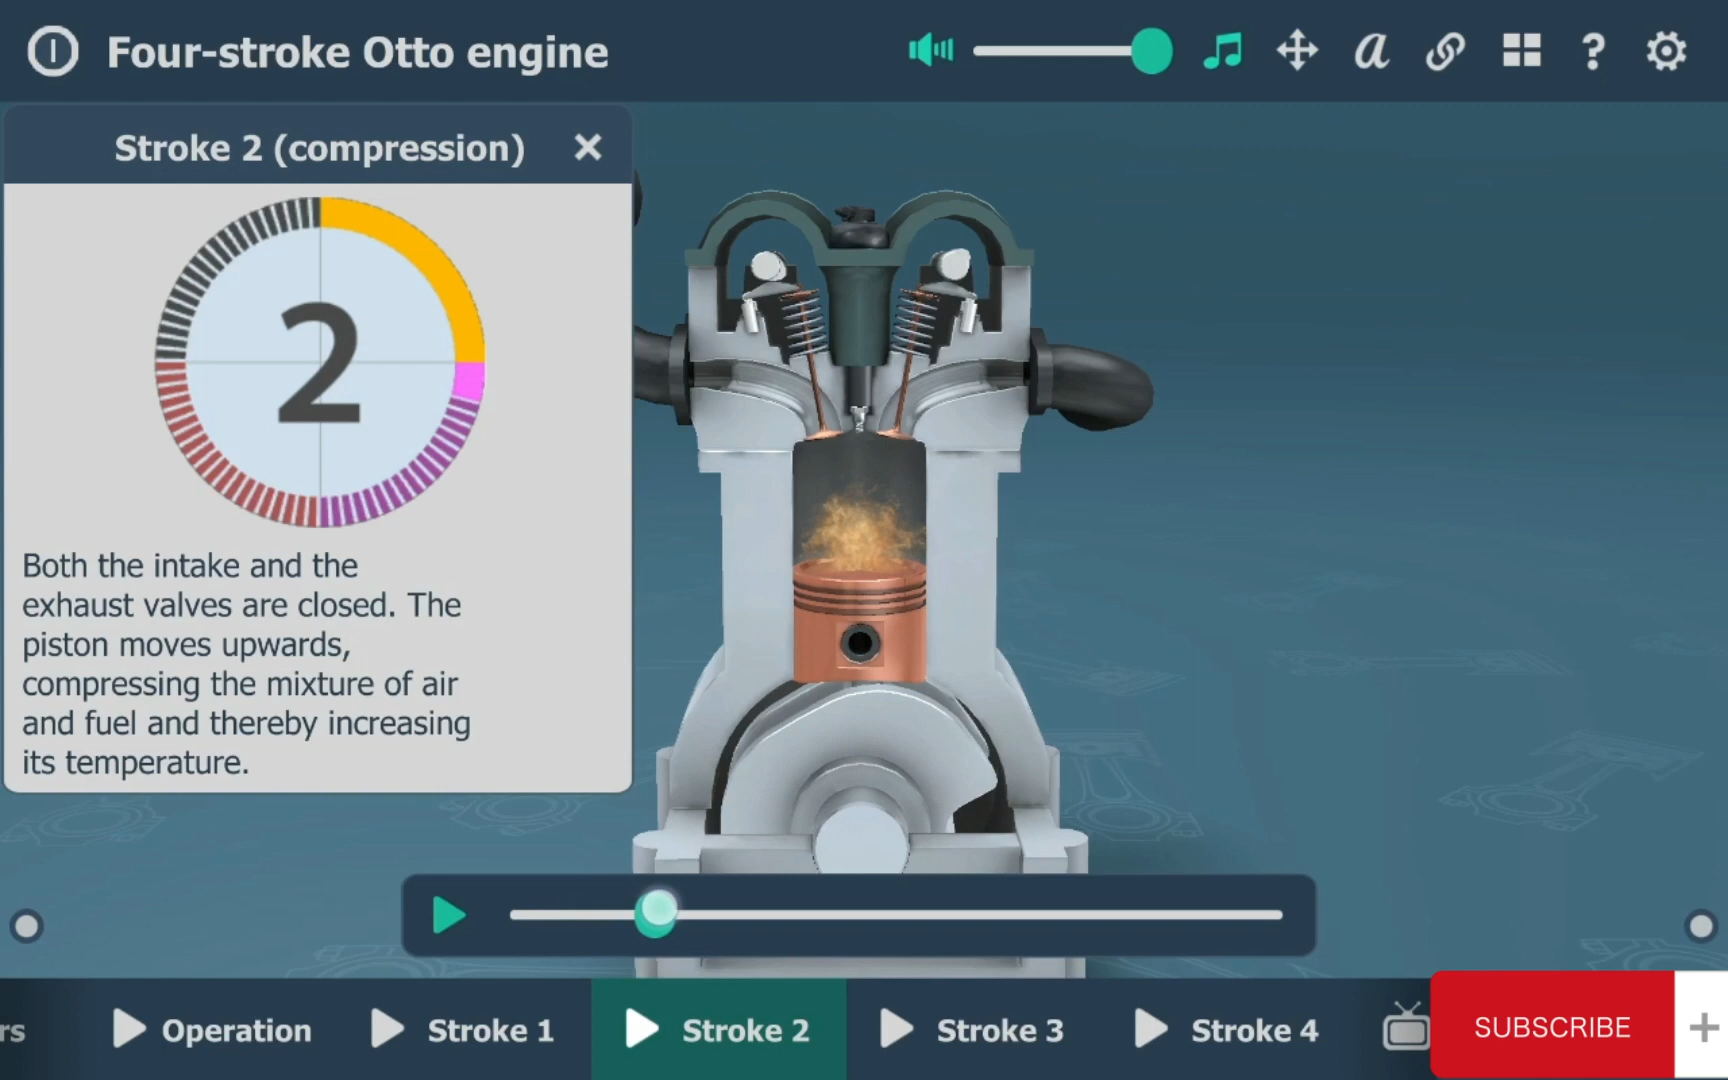 Four-stroke Otto engine
a
?
Stroke 2 (compression)
2
Both the intake and the
exhaust valves are closed. The
piston moves upwards,
compressing the mixture of air
and fuel and thereby increasing
its temperature.
rs
Operation
Stroke 1
Stroke 2
Stroke 3
Stroke 4
SUBSCRIBE